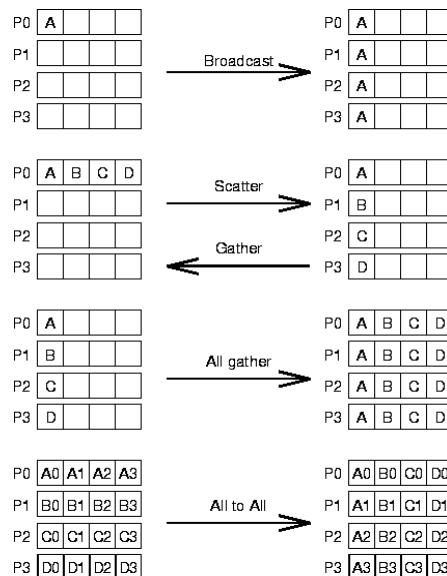 P0 A P0 A
P1 P1 A
Broadcast
P2 P2 A
P3 P3 A
P0 A B C D P0 A
Scatter
P1 P1 B
P2 P2 C
Gather
P3 P3 D
P0 A P0 A B C D
P1 B P1 A B C D
All gather
P2 C P2 A B C D
P3 D P3 A B C D
P0 A0 A1 A2 A3 P0 A0 B0 C0 D0
P1 B0 B1 B2 B3 P1 A1 B1 C1 D1
All to All
P2 C0 C1 C2 C3 P2 A2 B2 C2 D2
P3 D0 D1 D2 D3 P3 A3 B3 C3 D3